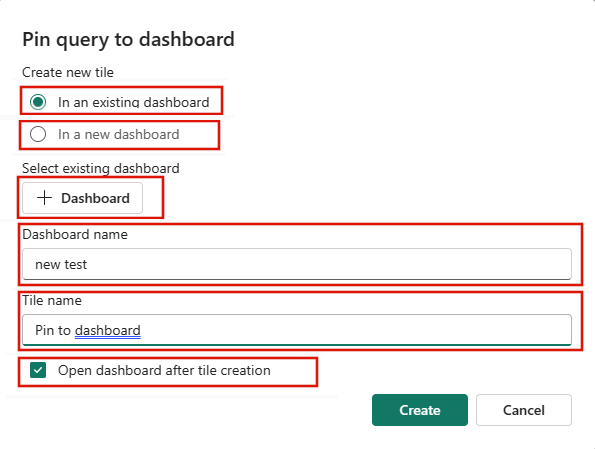 Pin query to dashboard
Create new tile
In an existing dashboard
In a new dashboard
Select existing dashboard
Dashboard
Dashboard name
new test
Tile name
Pin to dashboard
Open dashboard after tile creation
Create Cancel